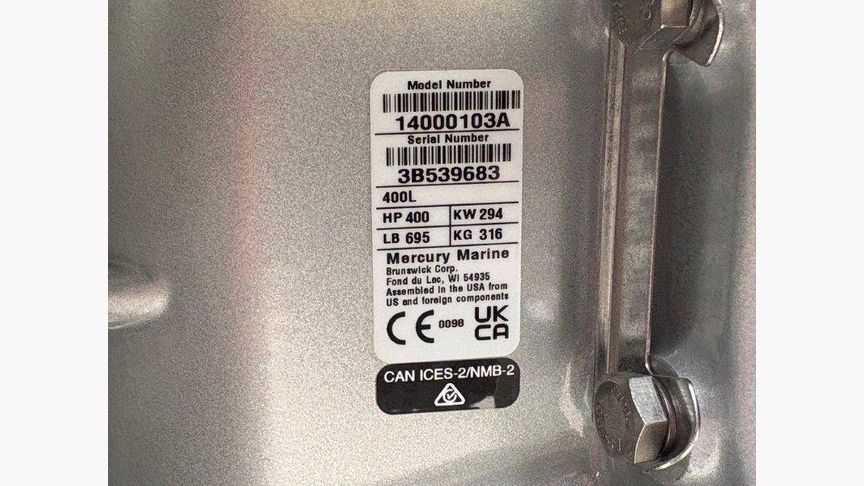 Model Number
14000103A
Serial Number
3B539683
400L
HP 400 KW 294
LB 695 KG 316
Mercury Marine
Brunswick Corp.
Fond du Lac, WI 54935
Assembled in the USA from
US and foreign components
CE 0098 UK
CA
CAN ICES-2/NMB-2